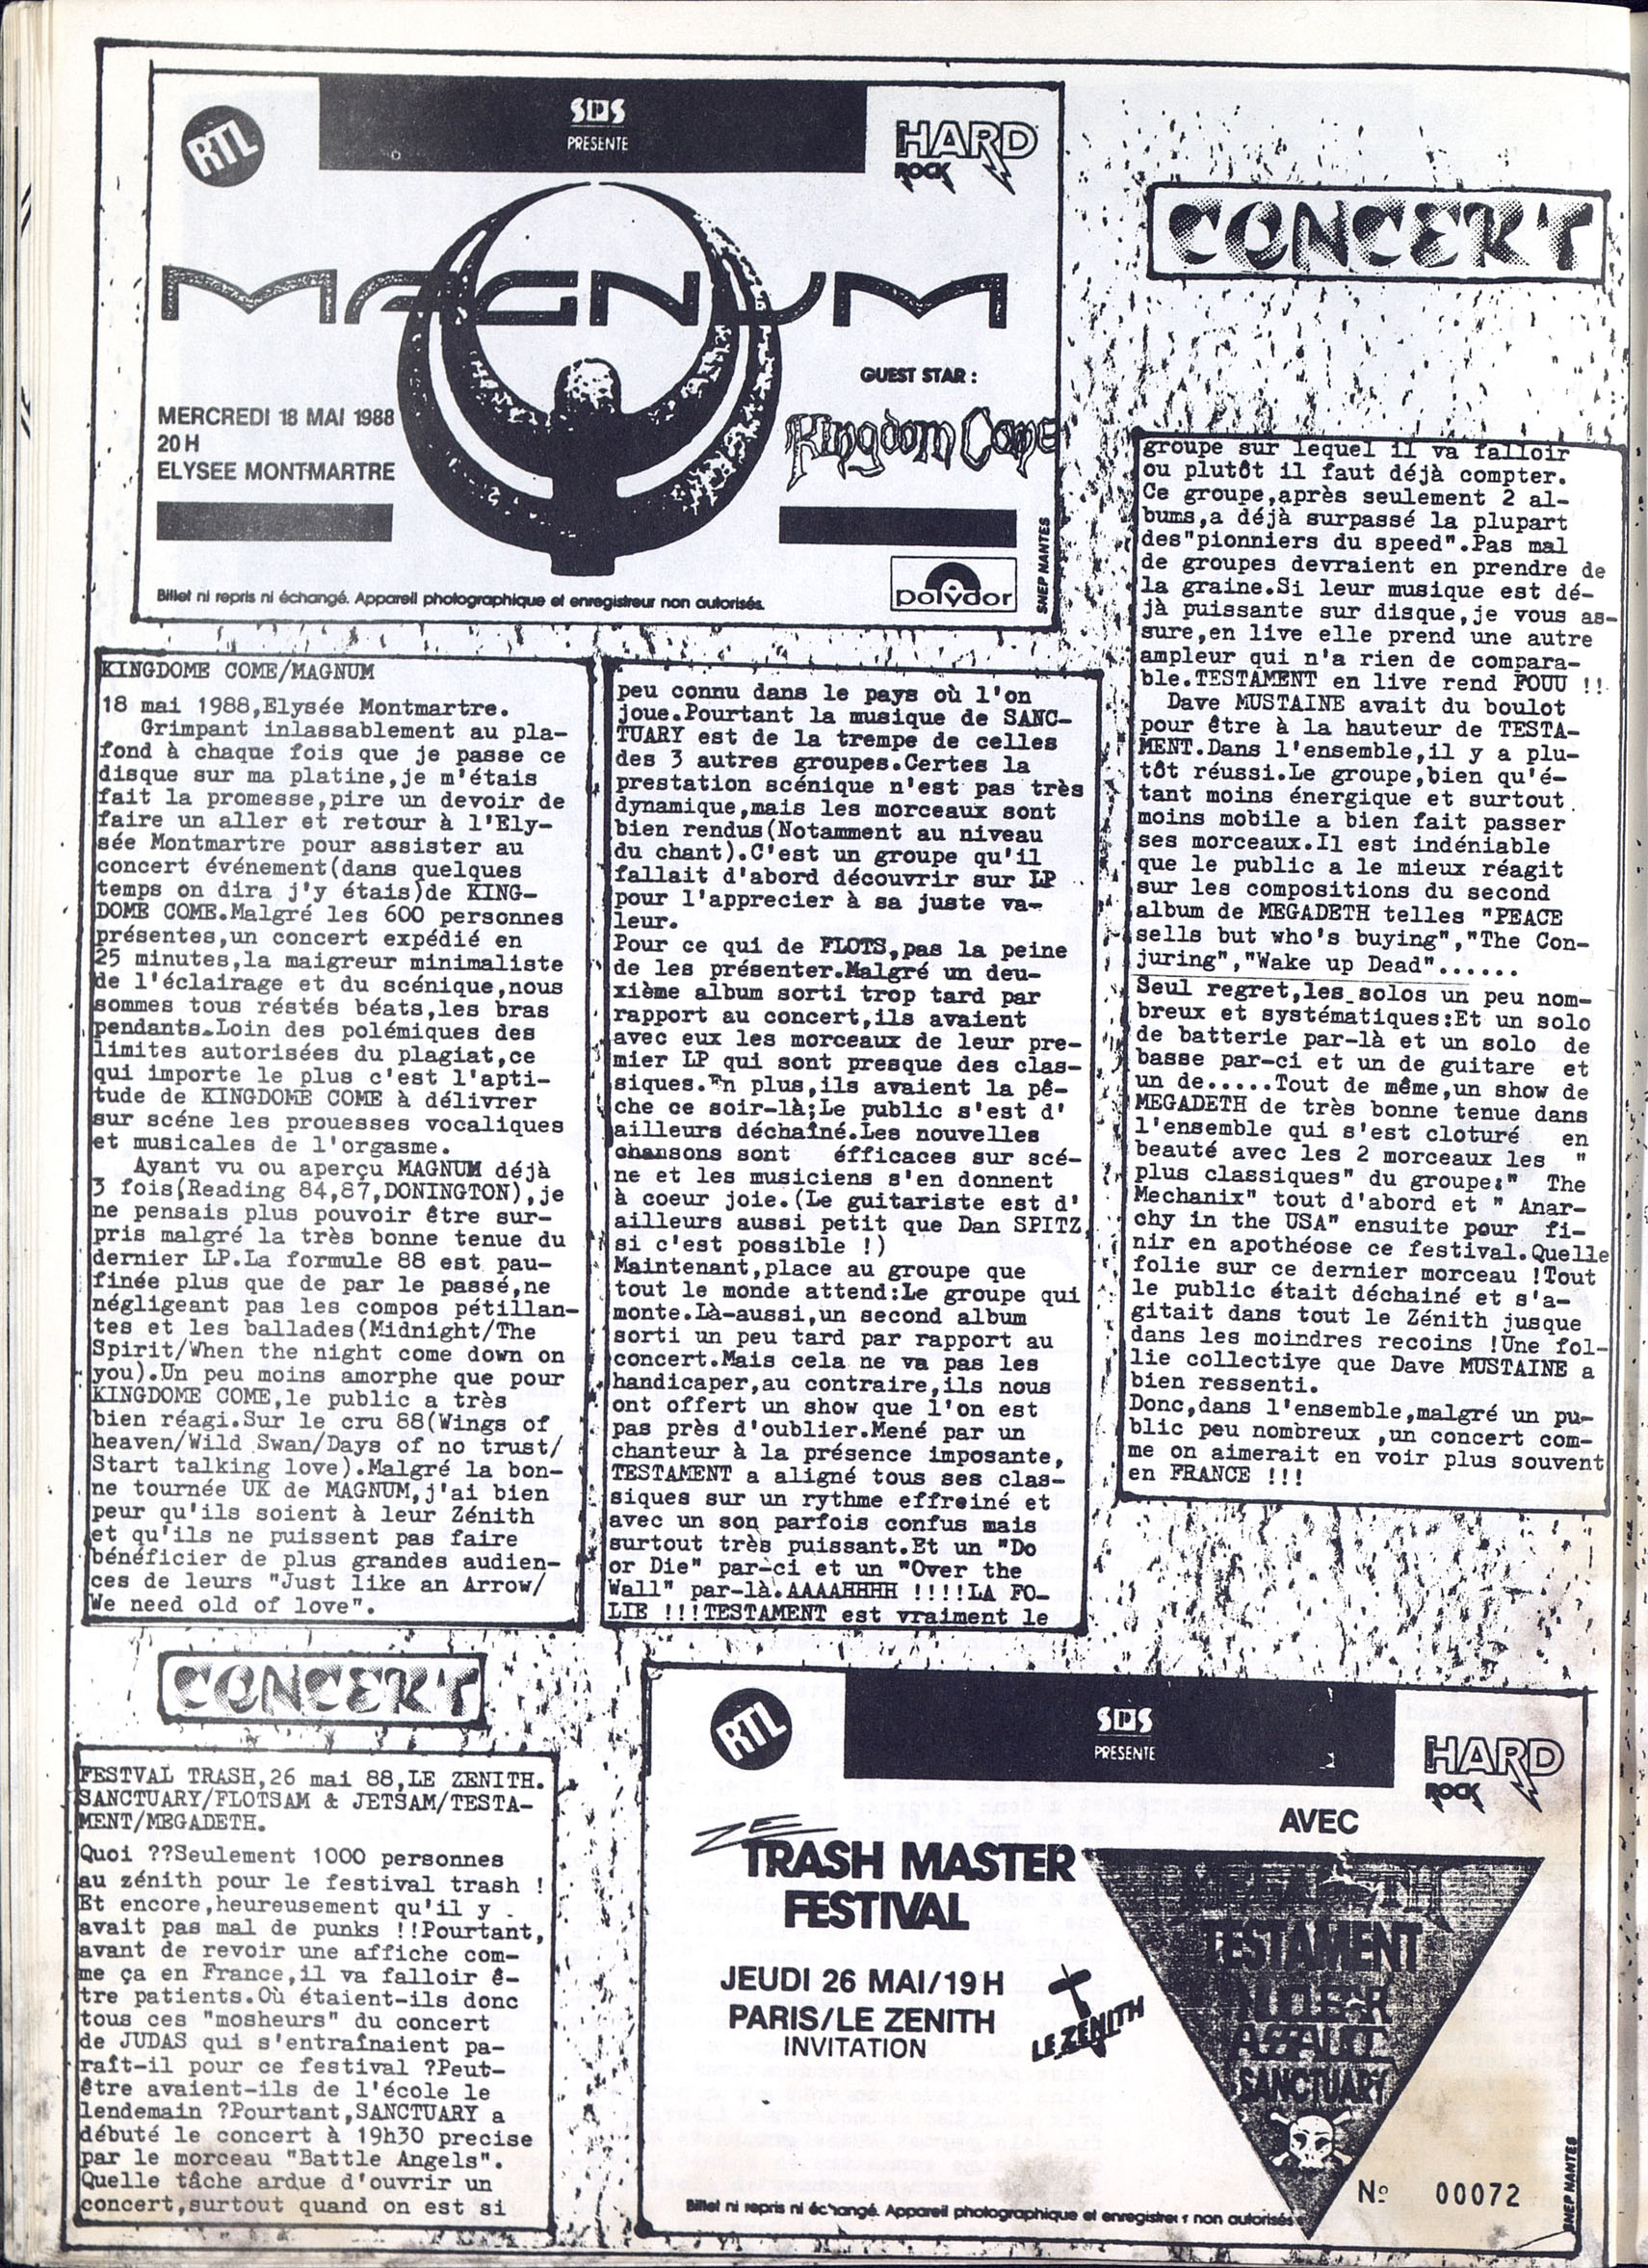 RTL
SPS
PRESENTE
HARD
ROCK
MAGNUM
GUEST STAR :
Kingdom Come
MERCREDI 18 MAI 1988
20 H
ELYSEE MONTMARTRE
SNEP NANTES
polydor
Billet ni repris ni échangé. Appareil photographique et enregistreur non autorisés.
CONCERT
KINGDOME COME/MAGNUM
18 mai 1988,Elysée Montmartre.
Grimpant inlassablement au pla-
fond à chaque fois que je passe ce
disque sur ma platine,je m'étais
fait la promesse,pire un devoir de
faire un aller et retour à l'Ely-
sée Montmartre pour assister au
concert événement(dans quelques
temps on dira j'y étais)de KING-
DOME COME.Malgré les 600 personnes
présentes,un concert expédié en
25 minutes,la maigreur minimaliste
de l'éclairage et du scénique,nous
sommes tous réstés béats,les bras
pendants.Loin des polémiques des
limites autorisées du plagiat,ce
qui importe le plus c'est l'apti-
tude de KINGDOME COME à délivrer
sur scéne les prouesses vocaliques
et musicales de l'orgasme.
Ayant vu ou aperçu MAGNUM déjà
3 fois(Reading 84,87,DONINGTON),je
ne pensais plus pouvoir être sur-
pris malgré la très bonne tenue du
dernier LP.La formule 88 est pau-
finée plus que de par le passé,ne
négligeant pas les compos pétillan-
tes et les ballades(Midnight/The
Spirit/When the night come down on
you).Un peu moins amorphe que pour
KINGDOME COME,le public a très
bien réagi.Sur le cru 88(Wings of
heaven/Wild Swan/Days of no trust/
Start talking love).Malgré la bon-
ne tournée UK de MAGNUM,j'ai bien
peur qu'ils soient à leur Zénith
et qu'ils ne puissent pas faire
bénéficier de plus grandes audien-
ces de leurs "Just like an Arrow/
We need old of love".
CONCERT
FESTVAL TRASH,26 mai 88,LE ZENITH.
SANCTUARY/FLOTSAM & JETSAM/TESTA-
MENT/MEGADETH.
Quoi ??Seulement 1000 personnes
au zénith pour le festival trash !
Et encore,heureusement qu'il y
avait pas mal de punks !!Pourtant,
avant de revoir une affiche com-
me ça en France,il va falloir ê-
tre patients.Où étaient-ils donc
tous ces "mosheurs" du concert
de JUDAS qui s'entraînaient pa-
raît-il pour ce festival ?Peut-
être avaient-ils de l'école le
lendemain ?Pourtant,SANCTUARY a
débuté le concert à 19h30 precise
par le morceau "Battle Angels".
Quelle tâche ardue d'ouvrir un
concert,surtout quand on est si
peu connu dans le pays où l'on
joue.Pourtant la musique de SANC-
TUARY est de la trempe de celles
des 3 autres groupes.Certes la
prestation scénique n'est pas très
dynamique,mais les morceaux sont
bien rendus(Notamment au niveau
du chant).C'est un groupe qu'il
fallait d'abord découvrir sur LP
pour l'apprecier à sa juste va-
leur.
Pour ce qui de FLOTS,pas la peine
de les présenter.Malgré un deu-
xième album sorti trop tard par
rapport au concert,ils avaient
avec eux les morceaux de leur pre-
mier LP qui sont presque des clas-
siques.En plus,ils avaient la pê-
che ce soir-là;Le public s'est d'
ailleurs déchaîné.Les nouvelles
chansons sont éfficaces sur scé-
ne et les musiciens s'en donnent
à coeur joie.(Le guitariste est d'
ailleurs aussi petit que Dan SPITZ
si c'est possible !)
Maintenant,place au groupe que
tout le monde attend:Le groupe qui
monte.Là-aussi,un second album
sorti un peu tard par rapport au
concert.Mais cela ne va pas les
handicaper,au contraire,ils nous
ont offert un show que l'on est
pas près d'oublier.Mené par un
chanteur à la présence imposante,
TESTAMENT a aligné tous ses clas-
siques sur un rythme effreiné et
avec un son parfois confus mais
surtout très puissant.Et un "Do
or Die" par-ci et un "Over the
Wall" par-là.AAAAHHHH !!!!LA FO-
LIE !!!TESTAMENT est vraiment le
groupe sur lequel il va falloir
ou plutôt il faut déjà compter.
Ce groupe,après seulement 2 al-
bums,a déjà surpassé la plupart
des"pionniers du speed".Pas mal
de groupes devraient en prendre de
la graine.Si leur musique est dé-
jà puissante sur disque,je vous as-
sure,en live elle prend une autre
ampleur qui n'a rien de compara-
ble.TESTAMENT en live rend FOUU !!
Dave MUSTAINE avait du boulot
pour être à la hauteur de TESTA-
MENT.Dans l'ensemble,il y a plu-
tôt réussi.Le groupe,bien qu'é-
tant moins énergique et surtout
moins mobile a bien fait passer
ses morceaux.Il est indéniable
que le public a le mieux réagit
sur les compositions du second
album de MEGADETH telles "PEACE
sells but who's buying","The Con-
juring","Wake up Dead"......
Seul regret,les solos un peu nom-
breux et systématiques:Et un solo
de batterie par-là et un solo de
basse par-ci et un de guitare et
un de.....Tout de même,un show de
MEGADETH de très bonne tenue dans
l'ensemble qui s'est cloturé en
beauté avec les 2 morceaux les "
plus classiques" du groupe:" The
Mechanix" tout d'abord et " Anar-
chy in the USA" ensuite pour fi-
nir en apothéose ce festival.Quelle
folie sur ce dernier morceau !Tout
le public était déchainé et s'a-
gitait dans tout le Zénith jusque
dans les moindres recoins !Une fol-
lie collective que Dave MUSTAINE a
bien ressenti.
Donc,dans l'ensemble,malgré un pu-
blic peu nombreux ,un concert com-
me on aimerait en voir plus souvent
en FRANCE !!!
RTL
SPS
PRESENTE
HARD
ROCK
AVEC
ZE
TRASH MASTER
FESTIVAL
JEUDI 26 MAI/19H
PARIS/LE ZENITH
INVITATION
LE ZENITH
MEGADETH
TESTAMENT
NUCLEAR
ASSAULT
SANCTUARY
Nº 00072
SNEP NANTES
Billet ni repris ni échangé. Appareil photographique et enregistreur non autorisés